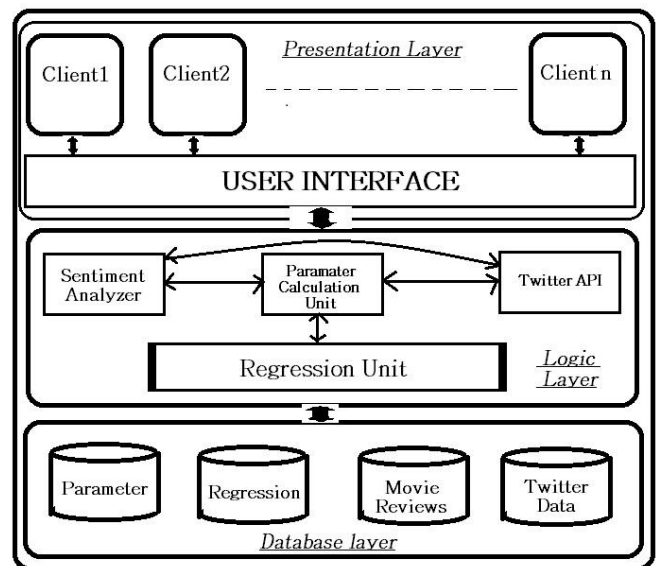 Presentation Layer
Client1
Client2
Client n
USER INTERFACE
Sentiment
Analyzer
Paramater
Calculation
Unit
Twitter API
Regression Unit
Logic
Layer
Parameter
Regression
Movie
Reviews
Twitter
Data
Database layer